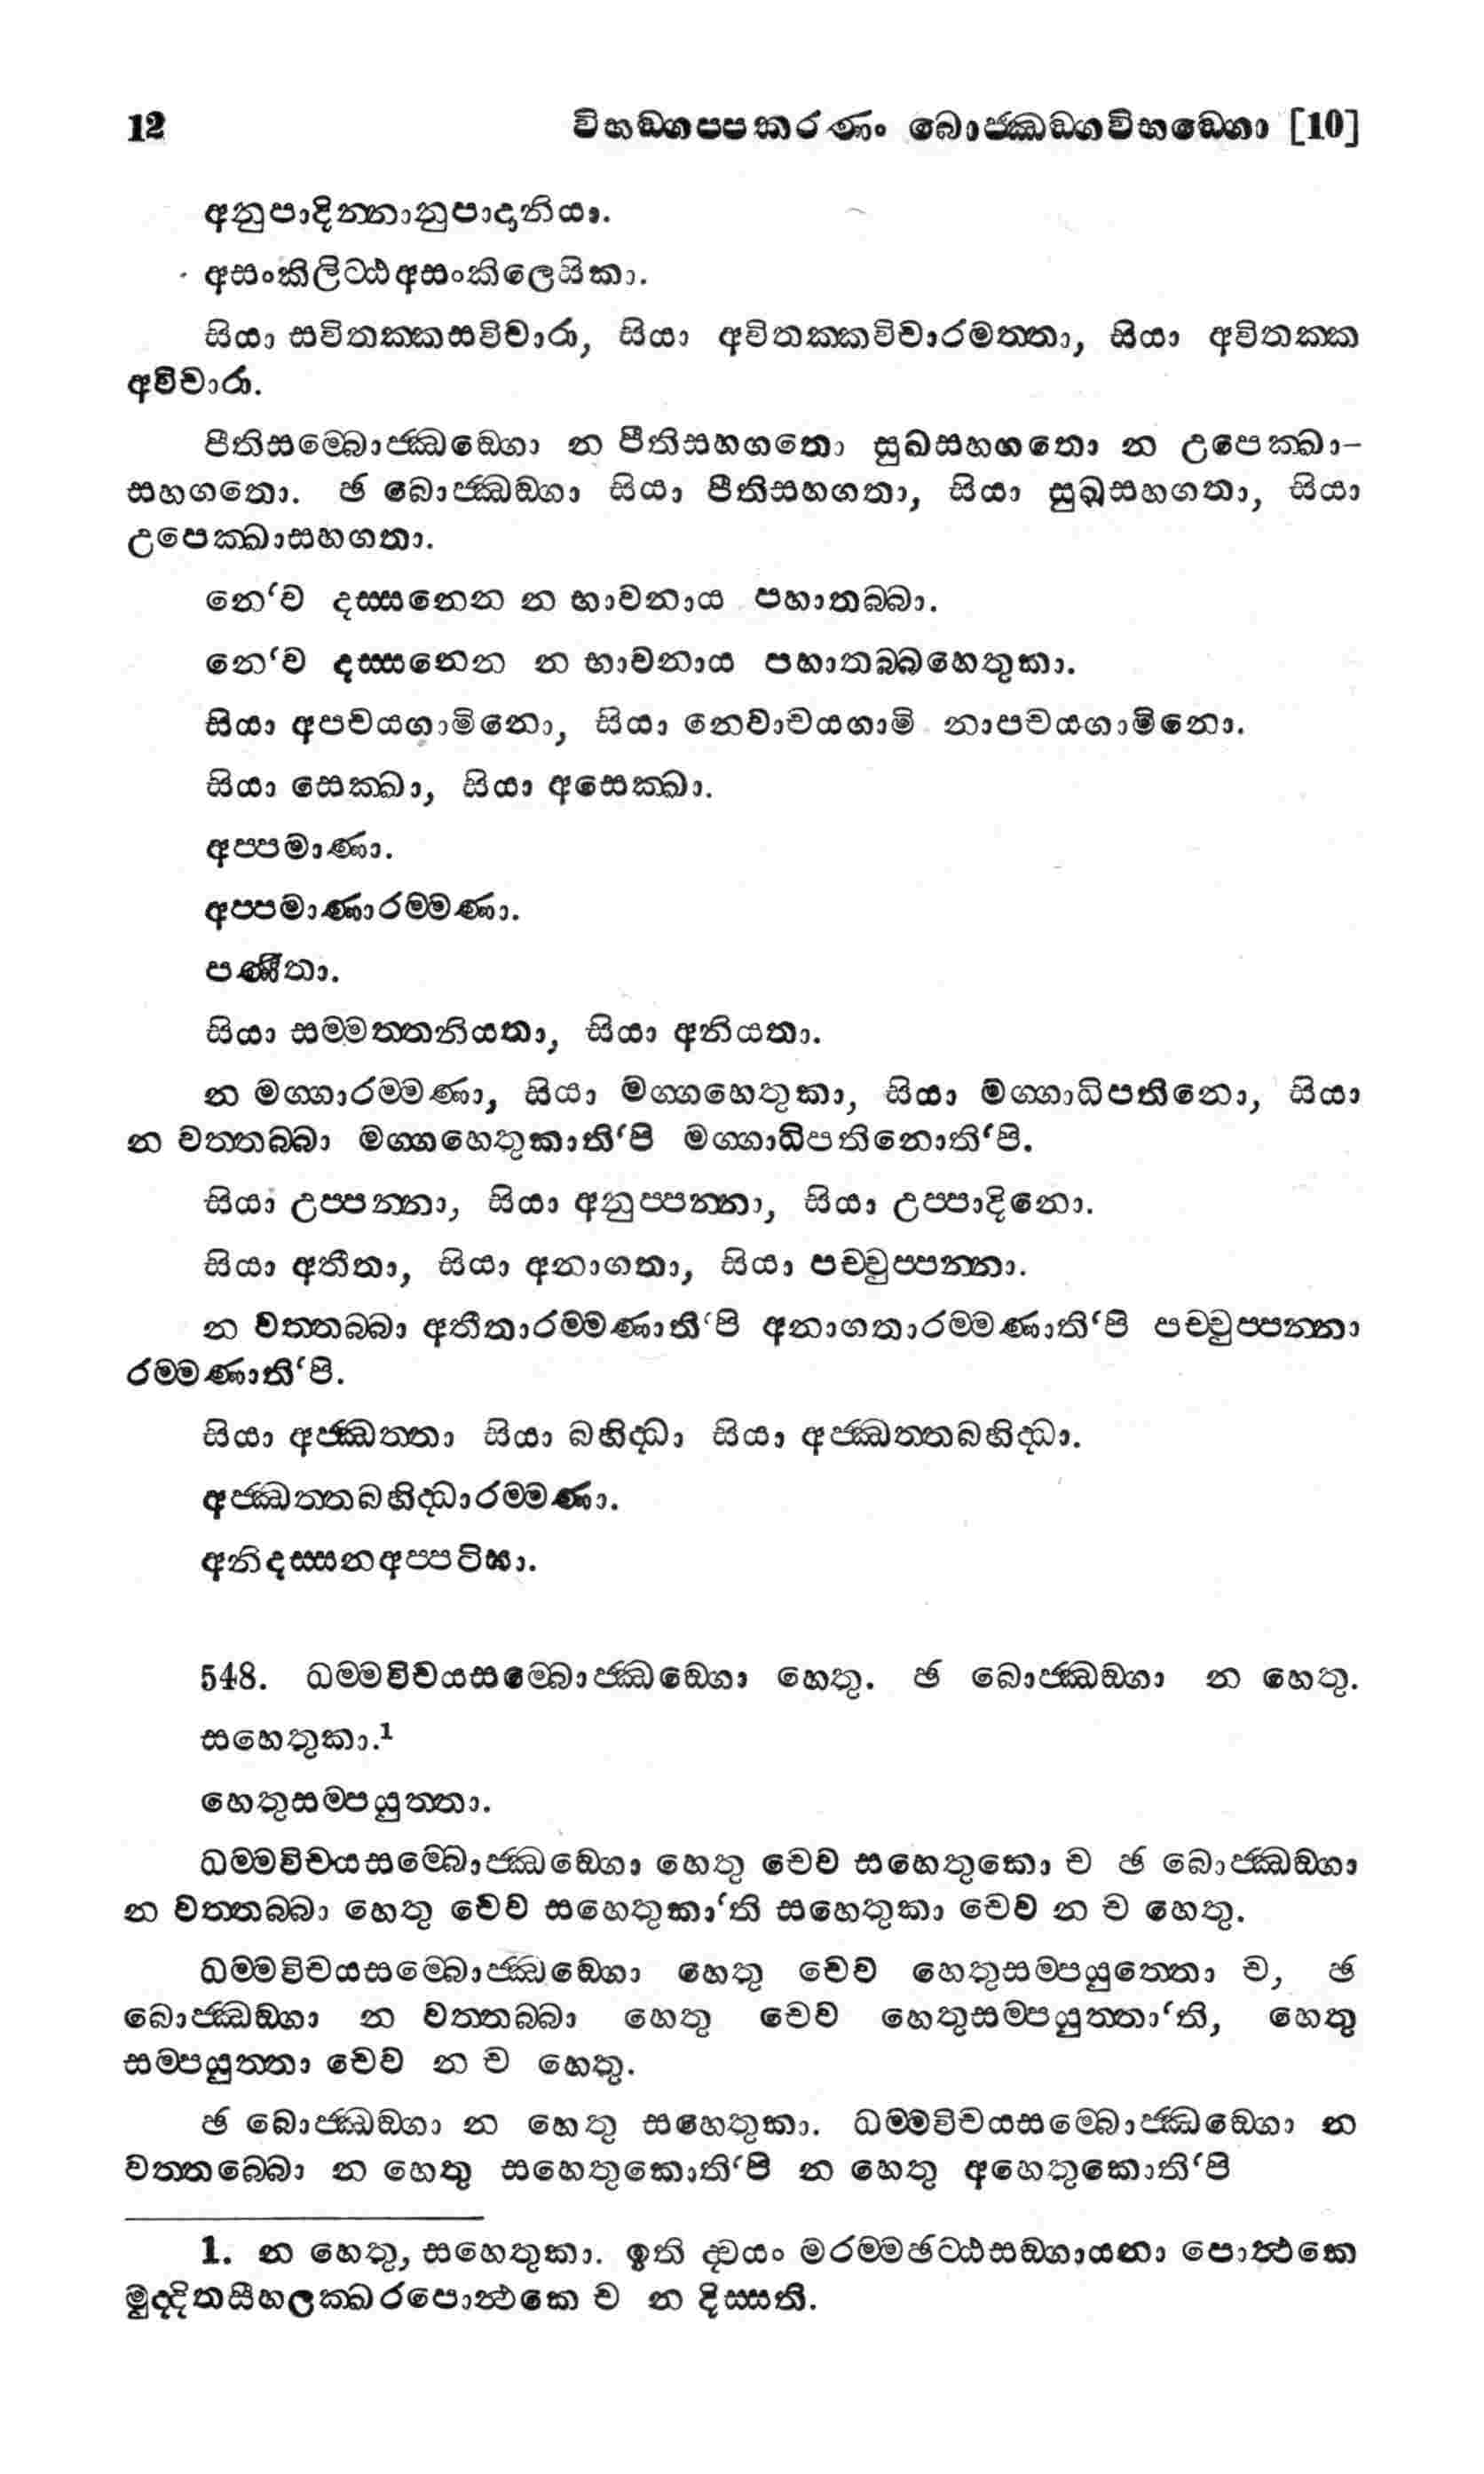 12 විභඞ්ගප්පකරණං බොජ්ඣඞ්ගවිභඞ්ගො [10]
අනුපාදින්නානුපාදානියා.
අසංකිලිට්ඨඅසංකිලෙසිකා.
සියා සවිතක්කසවිචාරා, සියා අවිතක්කවිචාරමත්තා, සියා අවිතක්ක
අවිචාරා.
පීතිසම්බොජ්ඣඞ්ගො න පීතිසහගතො සුඛසහගතො න උපෙක්ඛා-
සහගතො. ඡ බොජ්ඣඞ්ගා සියා පීතිසහගතා, සියා සුඛසහගතා, සියා
උපෙක්ඛාසහගතා.
නෙ‘ව දස්සනෙන න භාවනාය පහාතබ්බා.
නෙ‘ව දස්සනෙන න භාවනාය පහාතබ්බහෙතුකා.
සියා අපචයගාමිනො, සියා නෙවාචයගාමි නාපචයගාමිනො.
සියා සෙක්ඛා, සියා අසෙක්ඛා.
අප්පමාණා.
අප්පමාණාරම්මණා.
පණීතා.
සියා සම්මත්තනියතා, සියා අනියතා.
න මග්ගාරම්මණා, සියා මග්ගහෙතුකා, සියා මග්ගාධිපතිනො, සියා
න වත්තබ්බා මග්ගහෙතුකාති‘පි මග්ගාධිපතිනොති‘පි.
සියා උප්පන්නා, සියා අනුප්පන්නා, සියා උප්පාදිනො.
සියා අතීතා, සියා අනාගතා, සියා පච්චුප්පන්නා.
න වත්තබ්බා අතීතාරම්මණාති‘පි අනාගතාරම්මණාති‘පි පච්චුප්පන්නා
රම්මණාති‘පි.
සියා අජ්ඣත්තා සියා බහිද්ධා සියා අජ්ඣත්තබහිද්ධා.
අජ්ඣත්තබහිද්ධාරම්මණා.
අනිදස්සනඅප්පටිඝා.
548. ධම්මවිචයසම්බොජ්ඣඞ්ගො හෙතු. ඡ බොජ්ඣඞ්ගා න හෙතු.
සහෙතුකා.1
හෙතුසම්පයුත්තා.
ධම්මවිචයසම්බොජ්ඣඞ්ගො හෙතු චෙව සහෙතුකො ච ඡ බොජ්ඣඞ්ගා
න වත්තබ්බා හෙතු චෙව සහෙතුකා‘ති සහෙතුකා චෙව න ච හෙතු.
ධම්මවිචයසම්බොජ්ඣඞ්ගො හෙතු චෙව හෙතුසම්පයුත්තො ච, ඡ
බොජ්ඣඞ්ගා න වත්තබ්බා හෙතු චෙව හෙතුසම්පයුත්තා‘ති, හෙතු
සම්පයුත්තා චෙව න ච හෙතු.
ඡ බොජ්ඣඞ්ගා න හෙතු සහෙතුකා. ධම්මවිචයසම්බොජ්ඣඞ්ගො න
වත්තබ්බො න හෙතු සහෙතුකොති‘පි න හෙතු අහෙතුකොති‘පි
1. න හෙතු, සහෙතුකා. ඉති ද්වයං මරම්මඡට්ඨසඞ්ගායනා පොත්ථකෙ
මුද්දිතසීහලක්ඛරපොත්ථකෙ ච න දිස්සති.